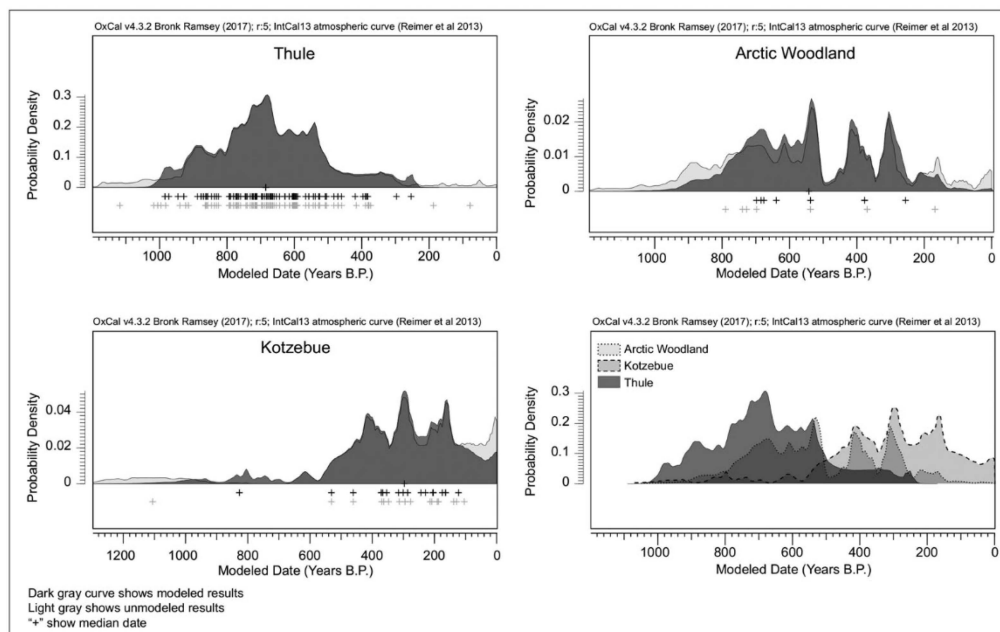 OxCal v4.3.2 Bronk Ramsey (2017); r:5; IntCal13 atmospheric curve (Reimer et al 2013)
Thule
Probability Density
0.3
0.2
0.1
0
1000 800 600 400 200 0
Modeled Date (Years B.P.)
OxCal v4.3.2 Bronk Ramsey (2017); r:5; IntCal13 atmospheric curve (Reimer et al 2013)
Arctic Woodland
Probability Density
0.02
0.01
0
1000 800 600 400 200 0
Modeled Date (Years B.P.)
OxCal v4.3.2 Bronk Ramsey (2017); r:5; IntCal13 atmospheric curve (Reimer et al 2013)
Kotzebue
Probability Density
0.04
0.02
0
1200 1000 800 600 400 200 0
Modeled Date (Years B.P.)
OxCal v4.3.2 Bronk Ramsey (2017); r:5; IntCal13 atmospheric curve (Reimer et al 2013)
Arctic Woodland
Kotzebue
Thule
Probability Density
0.3
0.2
0.1
0
1000 800 600 400 200 0
Modeled Date (Years B.P.)
Dark gray curve shows modeled results
Light gray shows unmodeled results
"+" show median date